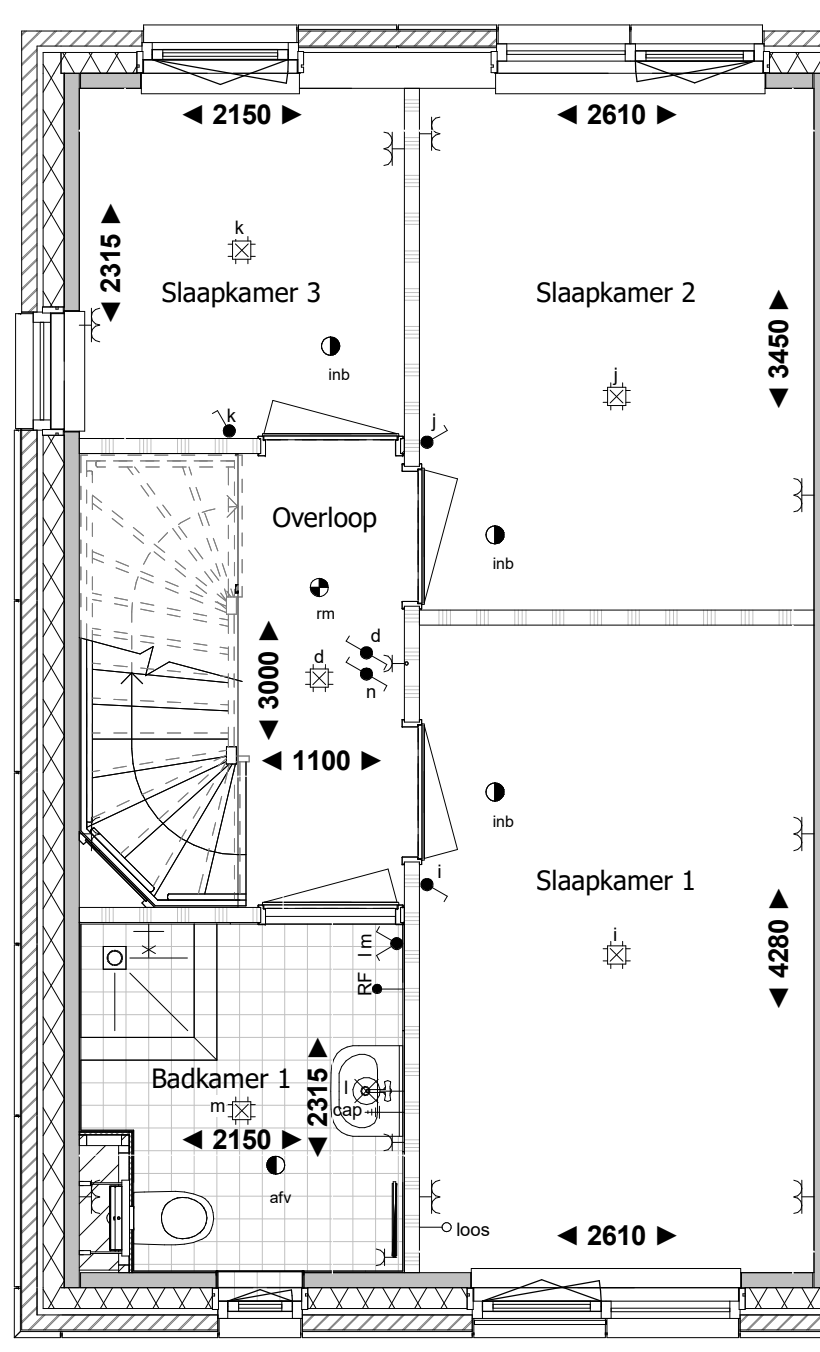 2150
2610
2315
k
Slaapkamer 3
Slaapkamer 2
3450
inb
j
k
j
Overloop
inb
rm
d
d
n
3000
1100
inb
i
Slaapkamer 1
4280
i
l m
RF
Badkamer 1
m
2315
l
cap
2150
afv
loos
2610